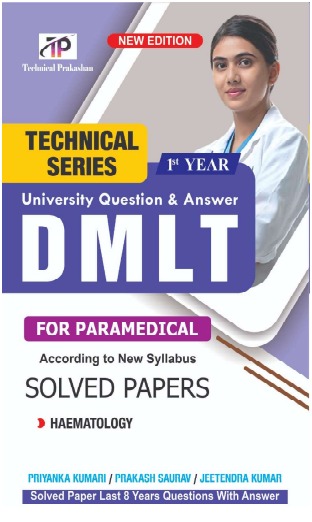 TP
Technical Prakashan
NEW EDITION
TECHNICAL
SERIES
1st YEAR
University Question & Answer
DMLT
FOR PARAMEDICAL
According to New Syllabus
SOLVED PAPERS
HAEMATOLOGY
PRIYANKA KUMARI / PRAKASH SAURAV / JEETENDRA KUMAR
Solved Paper Last 8 Years Questions With Answer